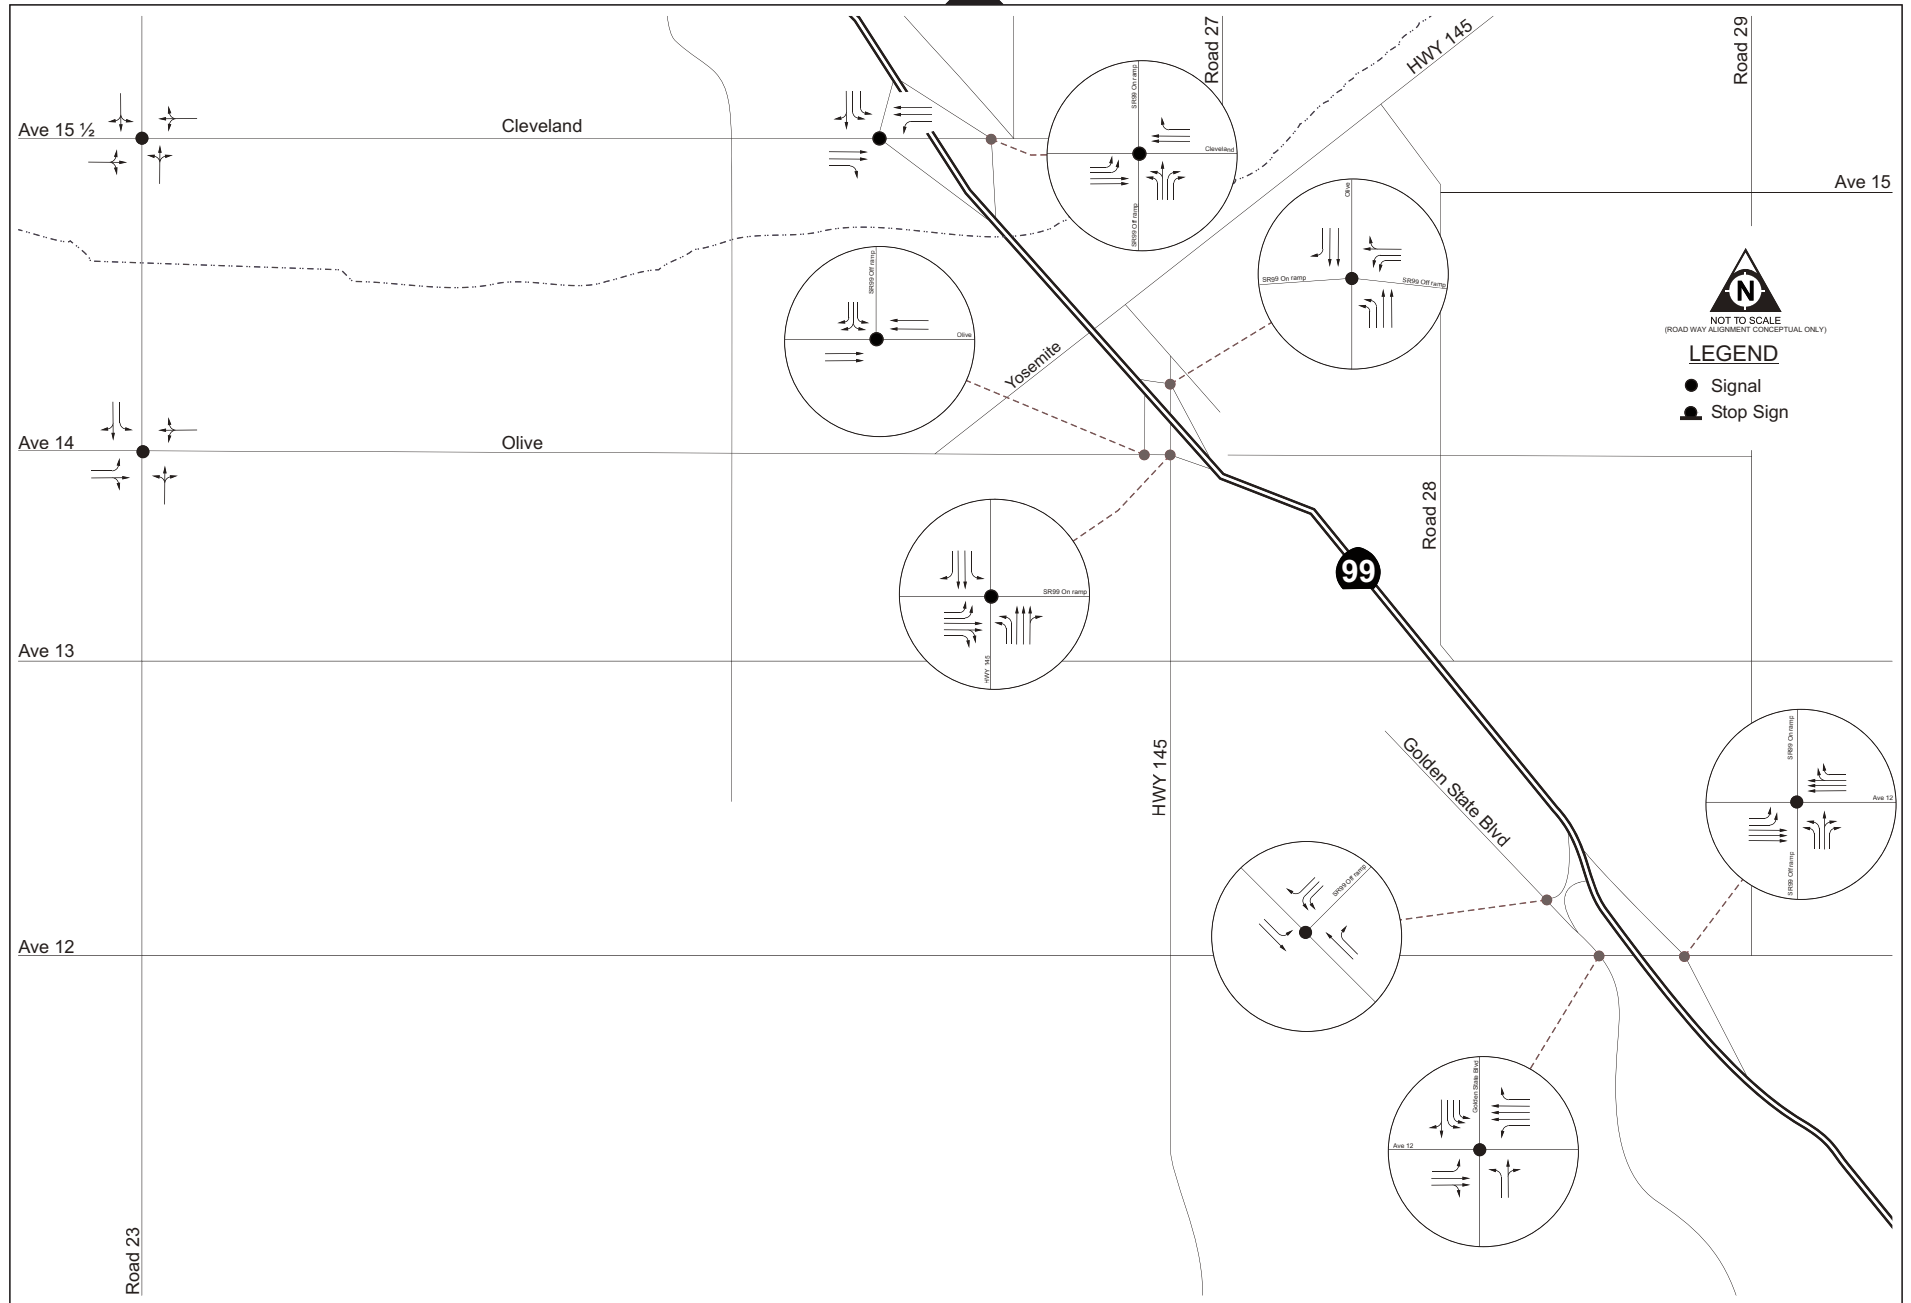 Road 27
HWY 145
Road 29
Ave 15 ½
Cleveland
SR99 On ramp
Cleveland
SR99 Off ramp
Ave 15
Olive
SR99 On ramp
SR99 Off ramp
SR99 Off ramp
Olive
N
NOT TO SCALE
(ROAD WAY ALIGNMENT CONCEPTUAL ONLY)
LEGEND
Signal
Stop Sign
Yosemite
Ave 14
Olive
Road 28
99
SR99 On ramp
HWY 145
Ave 13
HWY 145
Golden State Blvd
SR99 On ramp
Ave 12
SR99 Off ramp
SR99 Off ramp
Ave 12
Golden State Blvd
Ave 12
Road 23